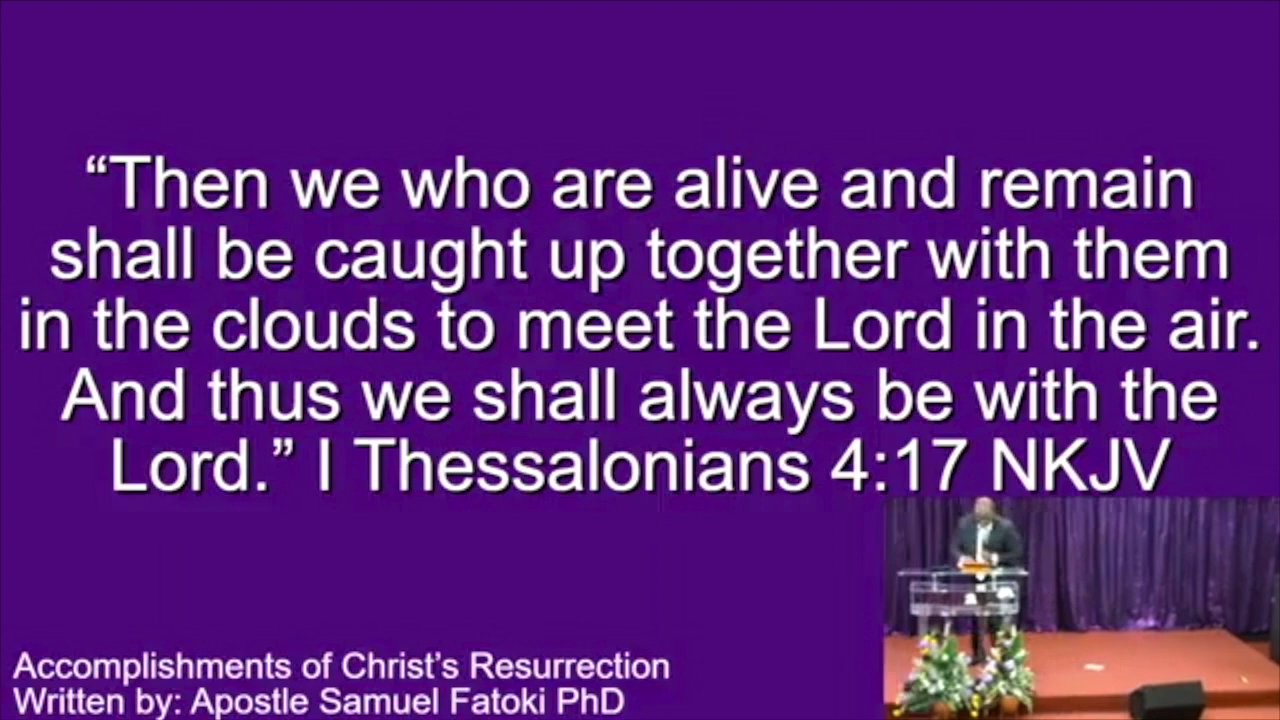 “Then we who are alive and remain
shall be caught up together with them
in the clouds to meet the Lord in the air.
And thus we shall always be with the
Lord.” I Thessalonians 4:17 NKJV
Accomplishments of Christ’s Resurrection
Written by: Apostle Samuel Fatoki PhD